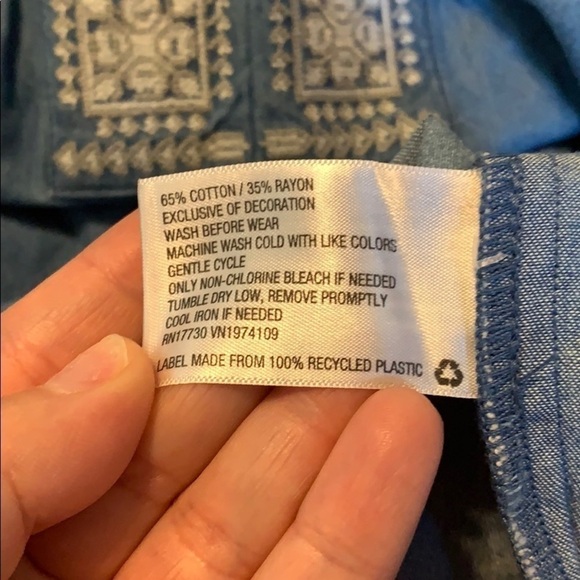 65% COTTON / 35% RAYON
EXCLUSIVE OF DECORATION
WASH BEFORE WEAR
MACHINE WASH COLD WITH LIKE COLORS
GENTLE CYCLE
ONLY NON-CHLORINE BLEACH IF NEEDED
TUMBLE DRY LOW, REMOVE PROMPTLY
COOL IRON IF NEEDED
RN17730 VN1974109
LABEL MADE FROM 100% RECYCLED PLASTIC